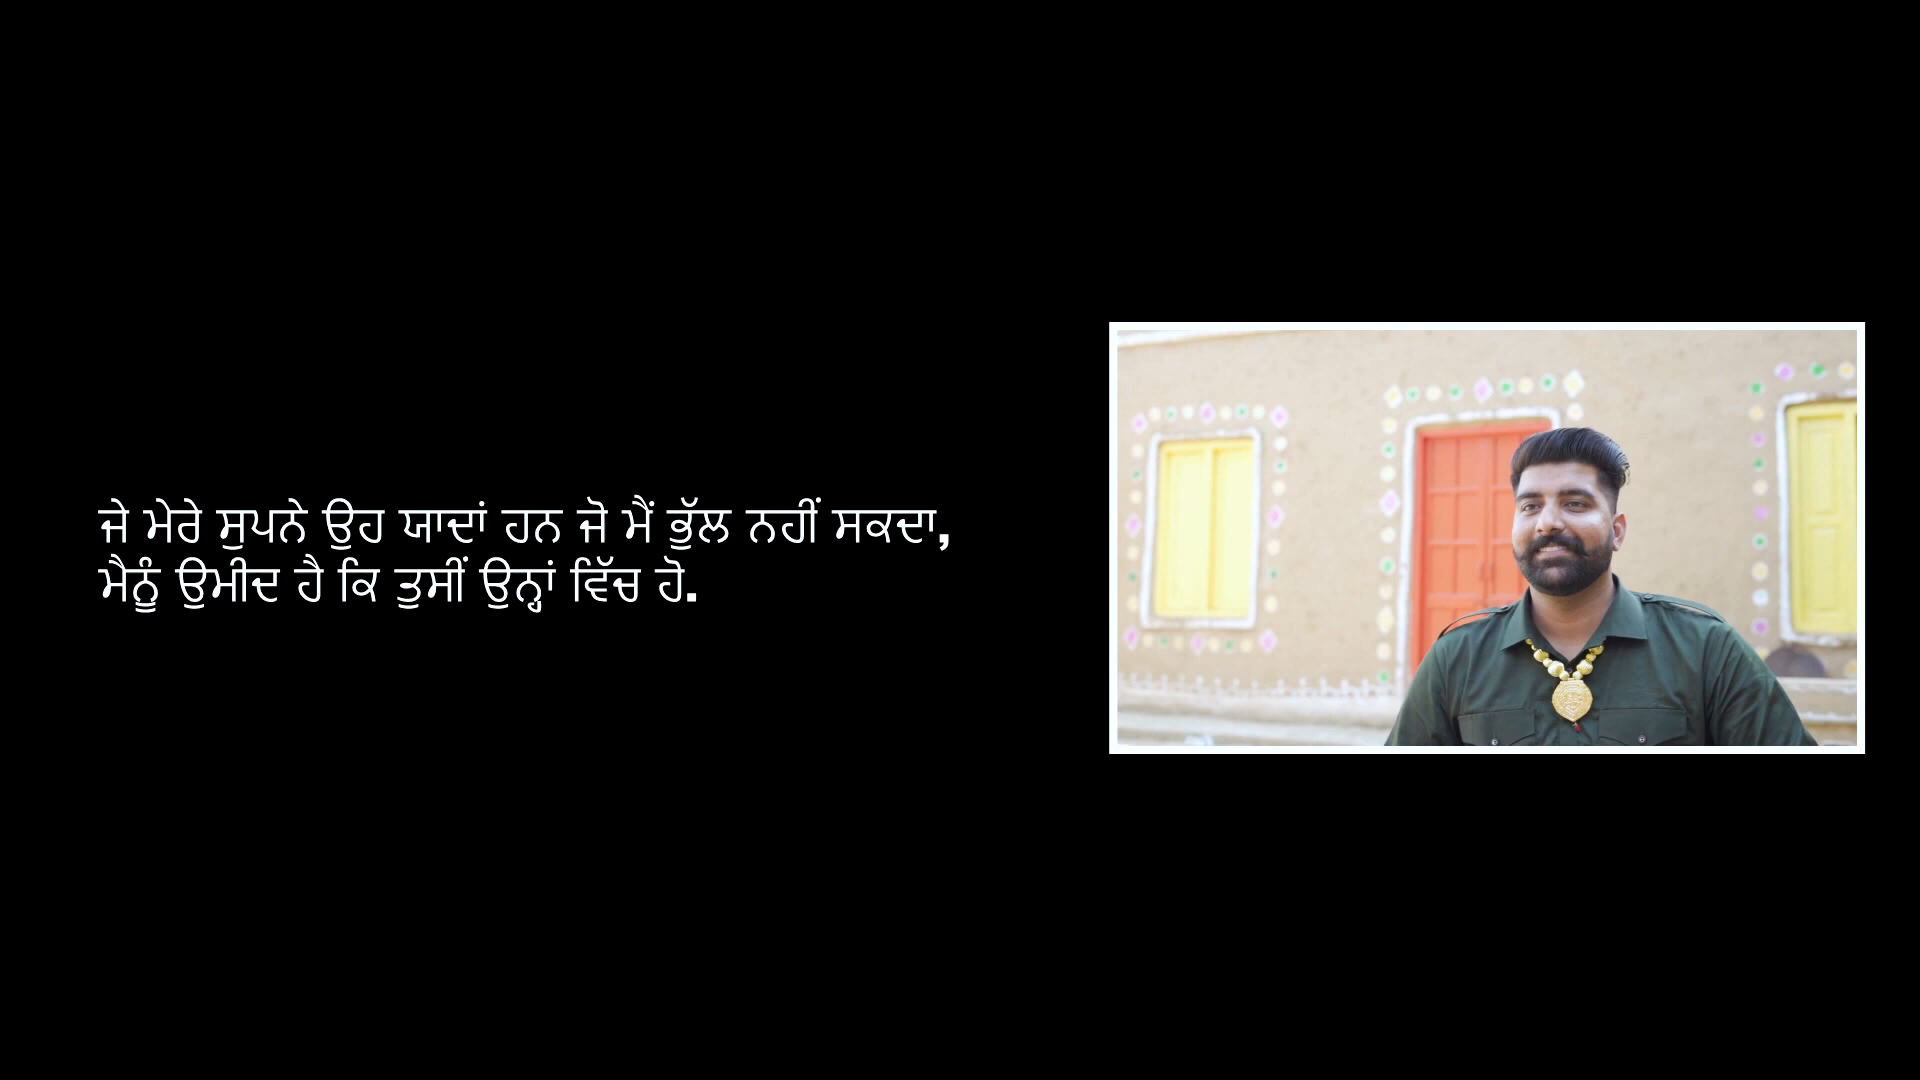 ਜੇ ਮੇਰੇ ਸੁਪਨੇ ਉਹ ਯਾਦਾਂ ਹਨ ਜੋ ਮੈਂ ਭੁੱਲ ਨਹੀਂ ਸਕਦਾ,
ਮੈਨੂੰ ਉਮੀਦ ਹੈ ਕਿ ਤੁਸੀਂ ਉਨ੍ਹਾਂ ਵਿੱਚ ਹੋ.